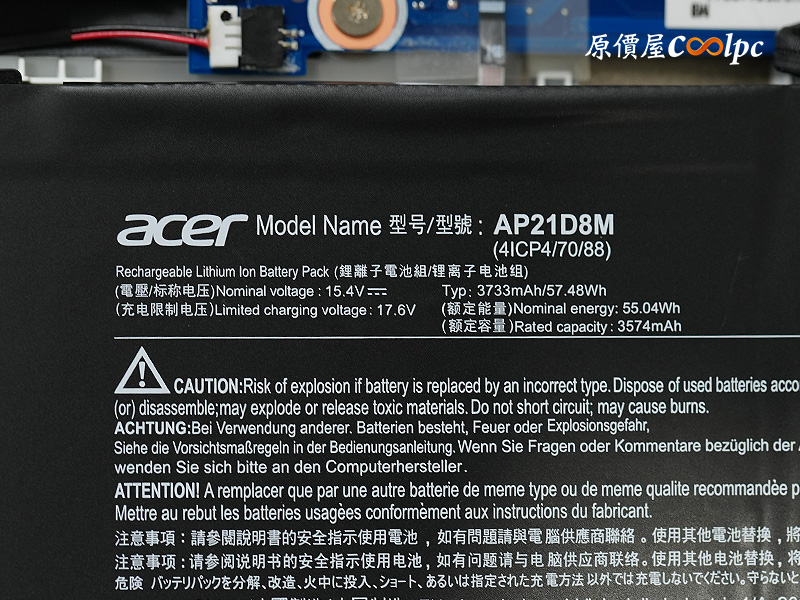 原價屋Coolpc
acer Model Name 型号/型號 : AP21D8M
(4ICP4/70/88)
Rechargeable Lithium Ion Battery Pack (鋰離子電池組/锂离子电池组)
(電壓/标称电压)Nominal voltage : 15.4V⎓ Typ: 3733mAh/57.48Wh
(充电限制电压)Limited charging voltage : 17.6V (额定能量)Nominal energy: 55.04Wh
(额定容量)Rated capacity : 3574mAh
CAUTION:Risk of explosion if battery is replaced by an incorrect type. Dispose of used batteries acco
(or) disassemble;may explode or release toxic materials. Do not short circuit; may cause burns.
ACHTUNG:Bei Verwendung anderer. Batterien besteht, Feuer oder Explosionsgefahr,
Siehe die Vorsichtsmaßregeln in der Bedienungsanleitung. Wenn Sie Fragen oder Kommentare bezüglich der
wenden Sie sich bitte an den Computerhersteller.
ATTENTION! A remplacer que par une autre batterie de meme type ou de meme qualite recommandèe p
Mettre au rebut les batteries usagèes conformèment aux instructions du fabricant.
注意事項：請參閱說明書的安全指示使用電池，如有問題請與電腦供應商聯絡。使用其他電池替換，將
注意事项：请参阅说明书的安全指示使用电池，如有问题请与电脑供应商联络。使用其他电池替换，将
危険 バッテリパックを分解、改造、火中に投入、ショート、あるいは指定された充電方法以外では充電しないでください。守らないと